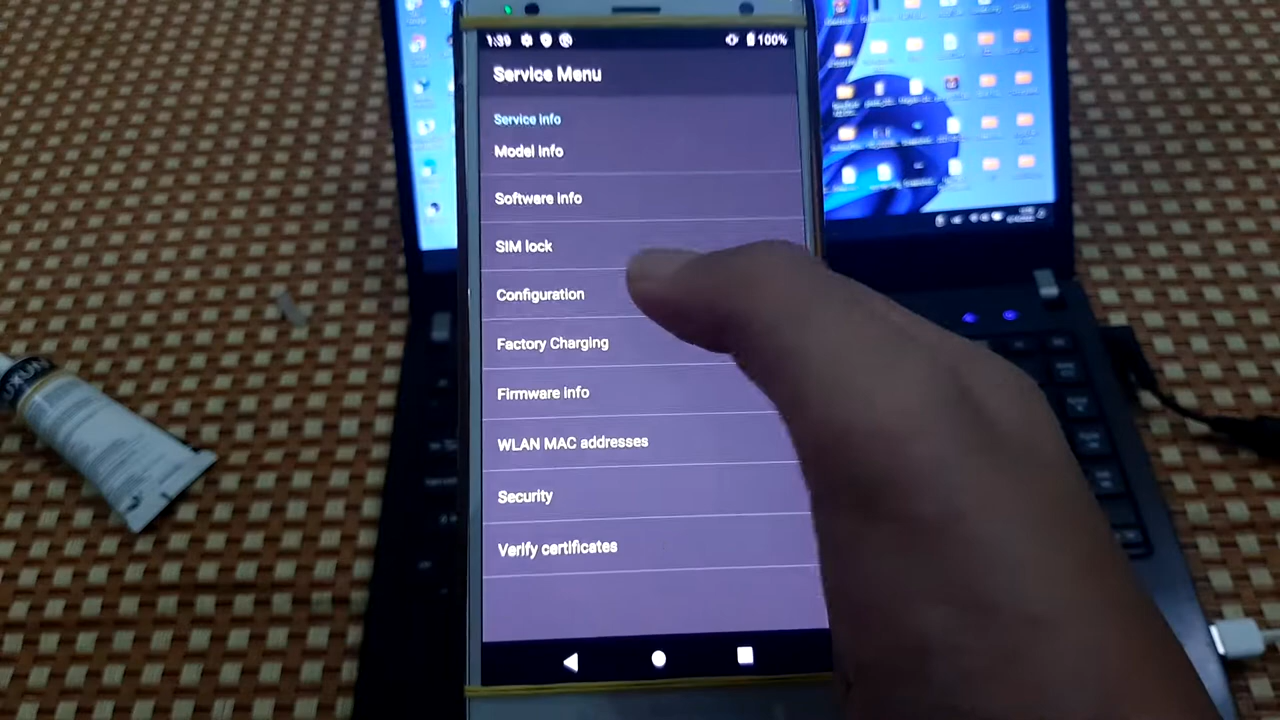 1:39
100%
Service Menu
Service info
Model info
Software info
SIM lock
Configuration
Factory Charging
Firmware info
WLAN MAC addresses
Security
Verify certificates